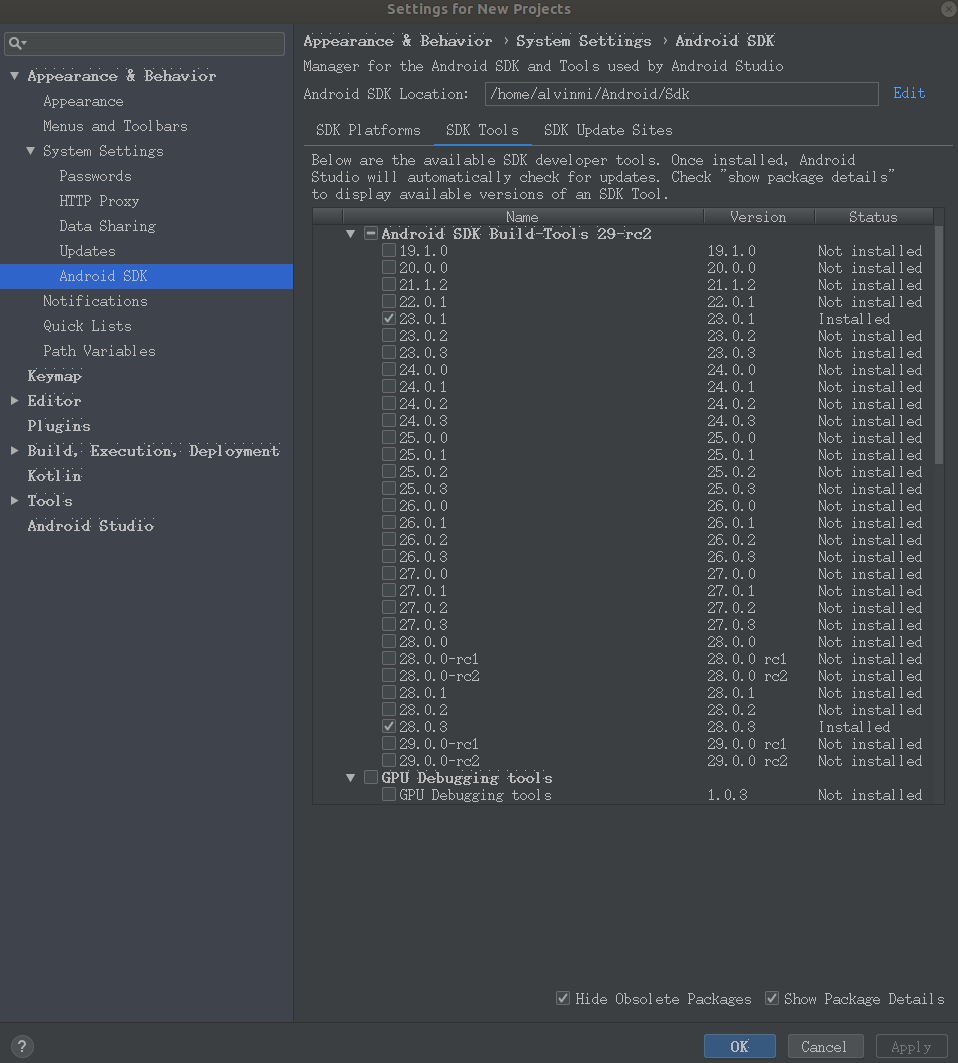 Settings for New Projects
Appearance & Behavior
Appearance
Menus and Toolbars
System Settings
Passwords
HTTP Proxy
Data Sharing
Updates
Android SDK
Notifications
Quick Lists
Path Variables
Keymap
Editor
Plugins
Build, Execution, Deployment
Kotlin
Tools
Android Studio
Appearance & Behavior › System Settings › Android SDK
Manager for the Android SDK and Tools used by Android Studio
Android SDK Location: /home/alvinmi/Android/Sdk Edit
SDK Platforms SDK Tools SDK Update Sites
Below are the available SDK developer tools. Once installed, Android
Studio will automatically check for updates. Check "show package details"
to display available versions of an SDK Tool.
Name Version Status
Android SDK Build-Tools 29-rc2
19.1.0 19.1.0 Not installed
20.0.0 20.0.0 Not installed
21.1.2 21.1.2 Not installed
22.0.1 22.0.1 Not installed
23.0.1 23.0.1 Installed
23.0.2 23.0.2 Not installed
23.0.3 23.0.3 Not installed
24.0.0 24.0.0 Not installed
24.0.1 24.0.1 Not installed
24.0.2 24.0.2 Not installed
24.0.3 24.0.3 Not installed
25.0.0 25.0.0 Not installed
25.0.1 25.0.1 Not installed
25.0.2 25.0.2 Not installed
25.0.3 25.0.3 Not installed
26.0.0 26.0.0 Not installed
26.0.1 26.0.1 Not installed
26.0.2 26.0.2 Not installed
26.0.3 26.0.3 Not installed
27.0.0 27.0.0 Not installed
27.0.1 27.0.1 Not installed
27.0.2 27.0.2 Not installed
27.0.3 27.0.3 Not installed
28.0.0 28.0.0 Not installed
28.0.0-rc1 28.0.0 rc1 Not installed
28.0.0-rc2 28.0.0 rc2 Not installed
28.0.1 28.0.1 Not installed
28.0.2 28.0.2 Not installed
28.0.3 28.0.3 Installed
29.0.0-rc1 29.0.0 rc1 Not installed
29.0.0-rc2 29.0.0 rc2 Not installed
GPU Debugging tools
GPU Debugging tools 1.0.3 Not installed
Hide Obsolete Packages Show Package Details
? OK Cancel Apply